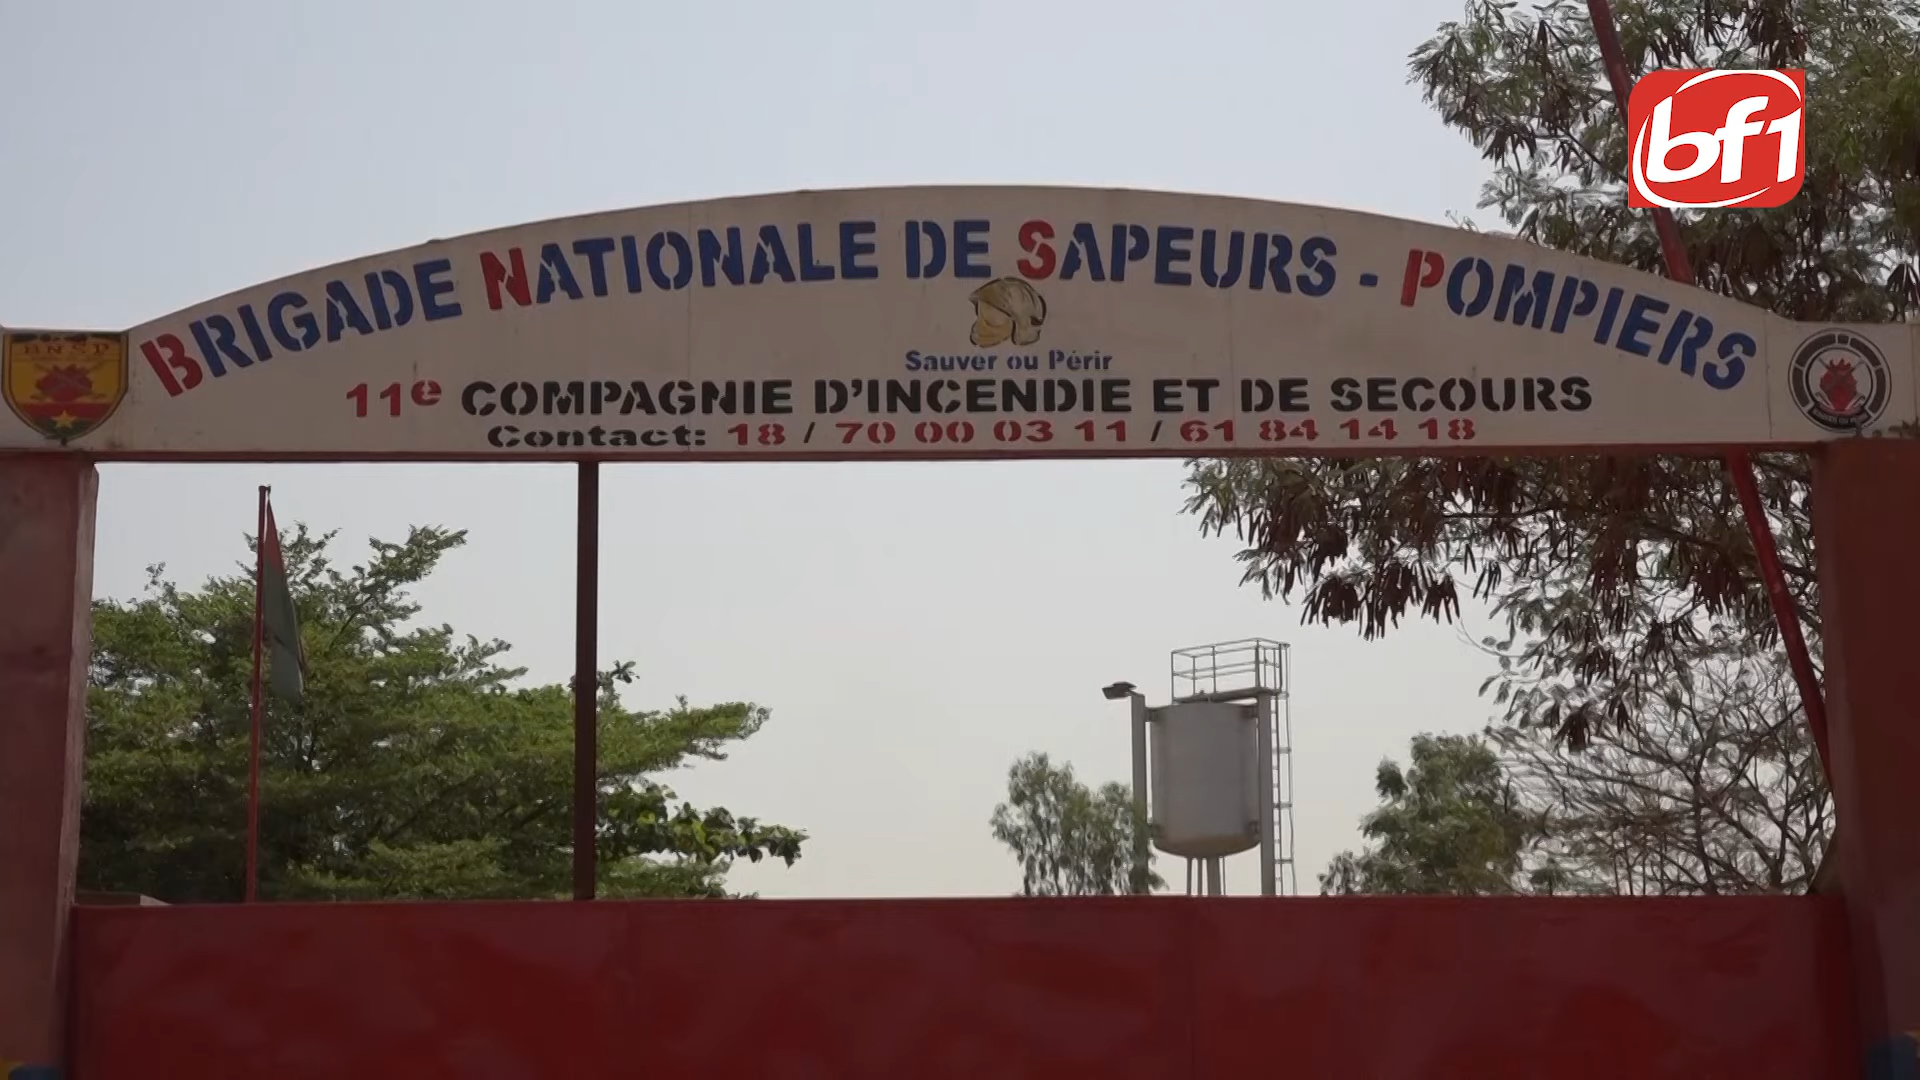 bf1
BRIGADE NATIONALE DE SAPEURS - POMPIERS
BNSP
Sauver ou Périr
11e COMPAGNIE D'INCENDIE ET DE SECOURS
Contact: 18 / 70 00 03 11 / 61 84 14 18